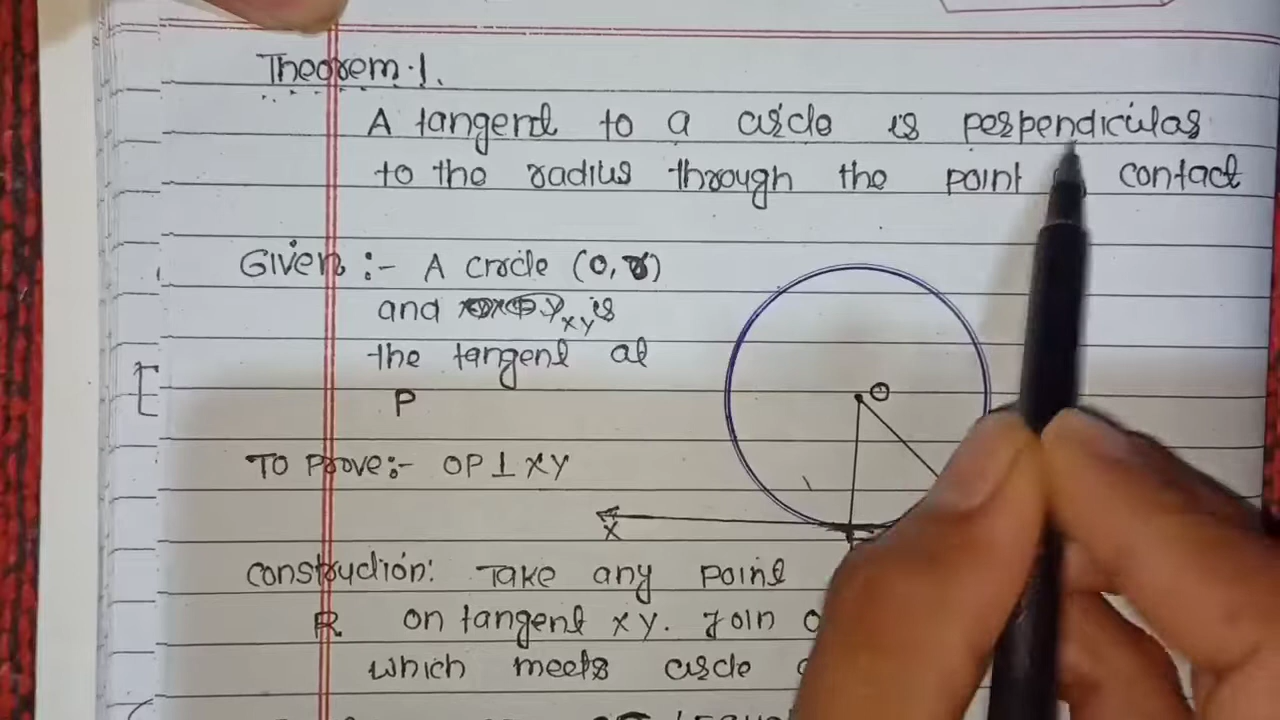 Theorem.1.
A tangent to a circle is perpendicular
to the radius through the point contact
Given :- A circle (O, r)
and XY is
the tangent at
P
O
To Prove:- OP ⊥ XY
X
Construction: Take any point
R on tangent XY. Join O
which meets circle